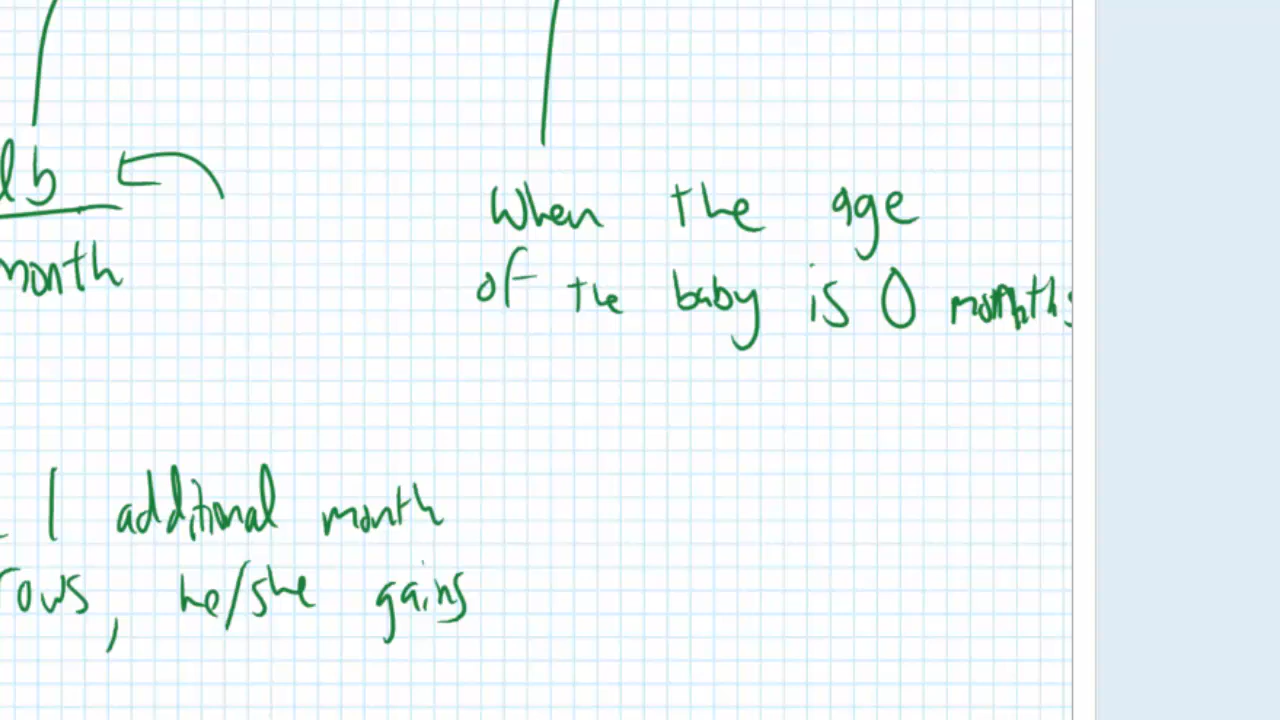 lb
month
When the age
of the baby is 0 months
1 additional month
rows, he/she gains